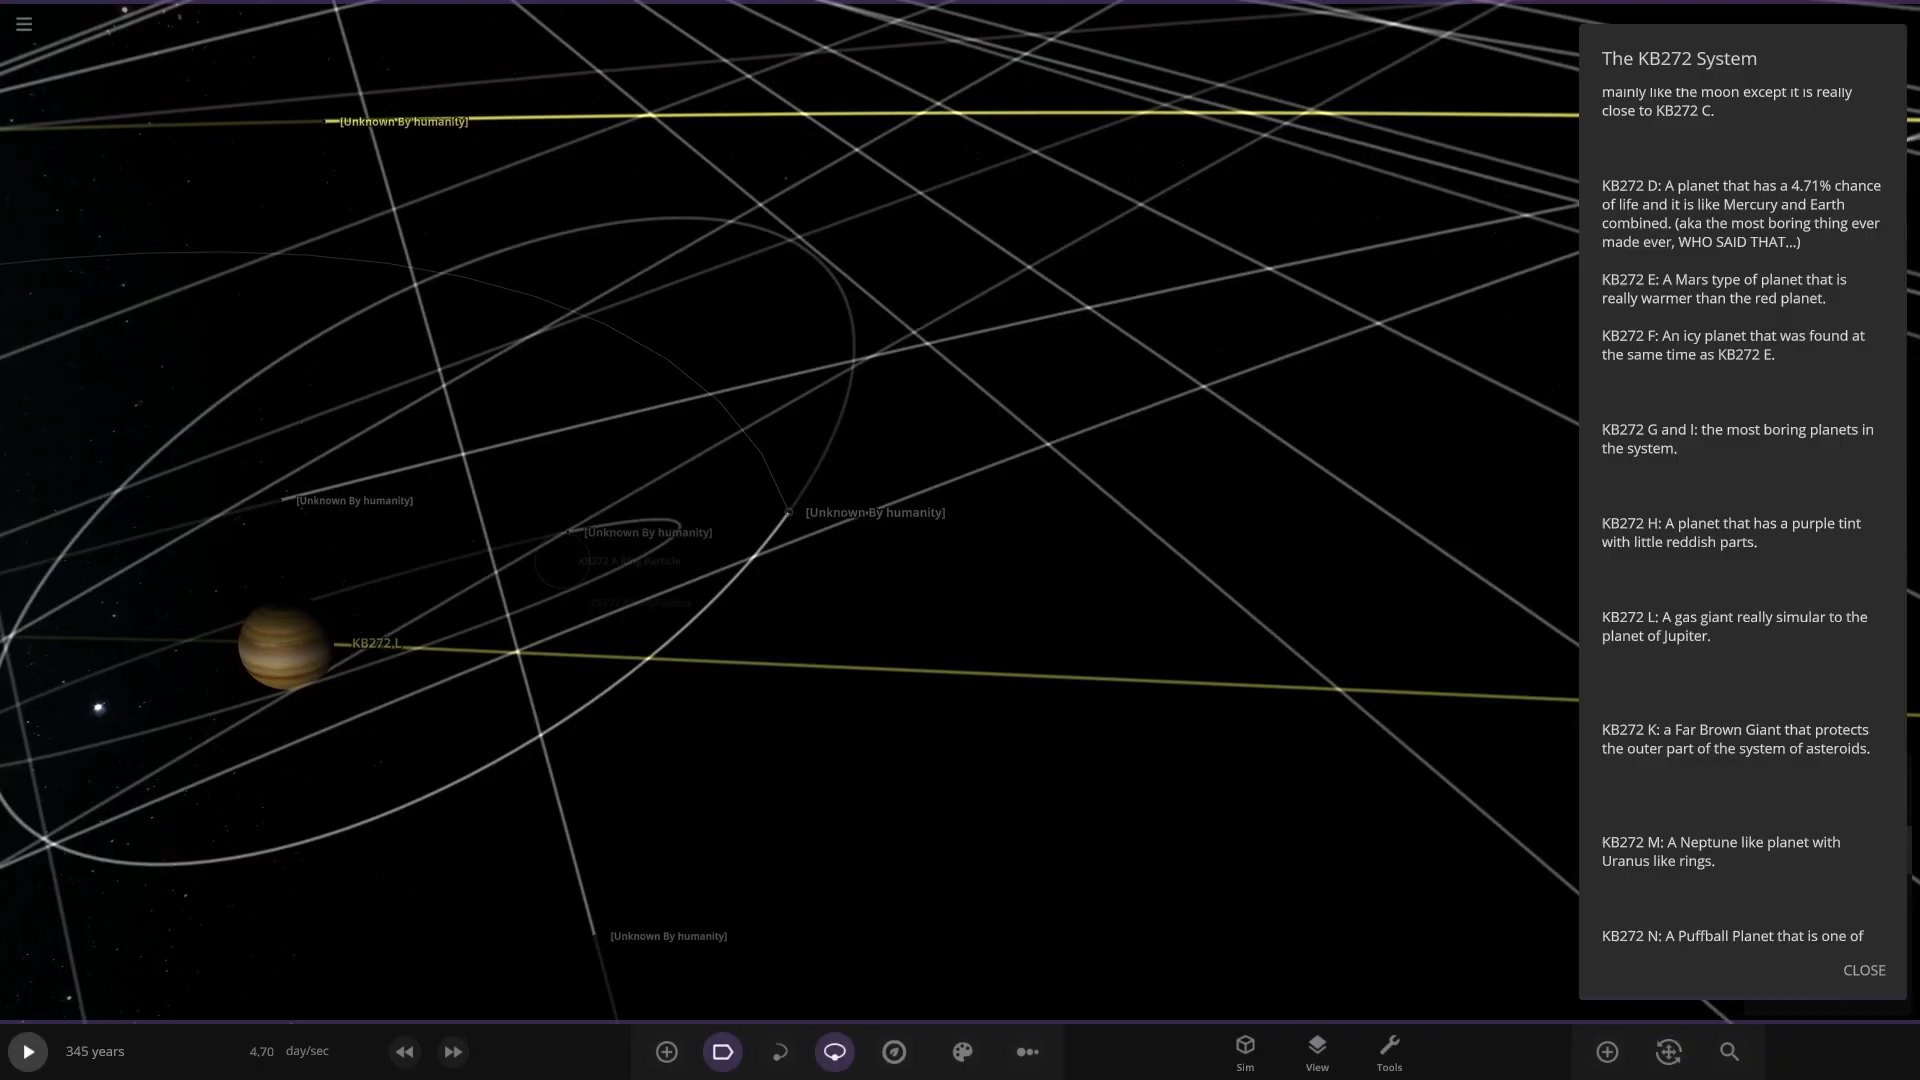 The KB272 System
mainly like the moon except it is really
close to KB272 C.
KB272 D: A planet that has a 4.71% chance
of life and it is like Mercury and Earth
combined. (aka the most boring thing ever
made ever, WHO SAID THAT...)
KB272 E: A Mars type of planet that is
really warmer than the red planet.
KB272 F: An icy planet that was found at
the same time as KB272 E.
KB272 G and I: the most boring planets in
the system.
KB272 H: A planet that has a purple tint
with little reddish parts.
KB272 L: A gas giant really simular to the
planet of Jupiter.
KB272 K: a Far Brown Giant that protects
the outer part of the system of asteroids.
KB272 M: A Neptune like planet with
Uranus like rings.
KB272 N: A Puffball Planet that is one of
CLOSE
[Unknown By humanity]
[Unknown By humanity]
[Unknown By humanity]
[Unknown By humanity]
Ring Particle
KB272 L
[Unknown By humanity]
345 years
4.70 day/sec
Sim
View
Tools